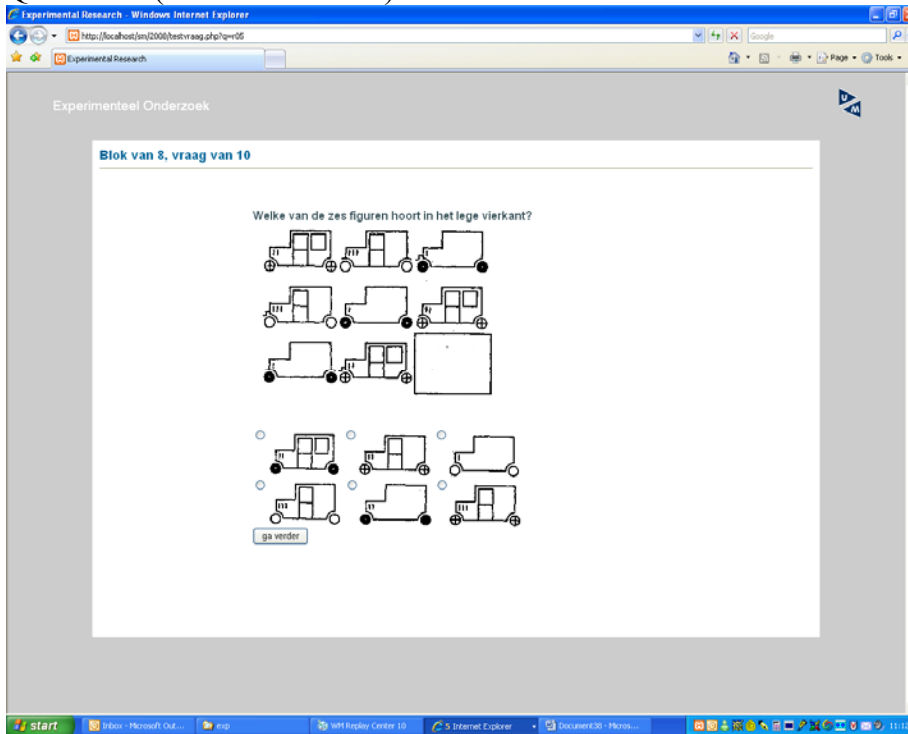 Experimental Research - Windows Internet Explorer
http://localhost/sm/2008/testvraag.php?q=r05
Google
Experimental Research
Page
Tools
Experimenteel Onderzoek
U
M
Blok van 8, vraag van 10
Welke van de zes figuren hoort in het lege vierkant?
ga verder
start
Inbox - Microsoft Out...
exp
WM Replay Center 10
5 Internet Explorer
Document38 - Micros...